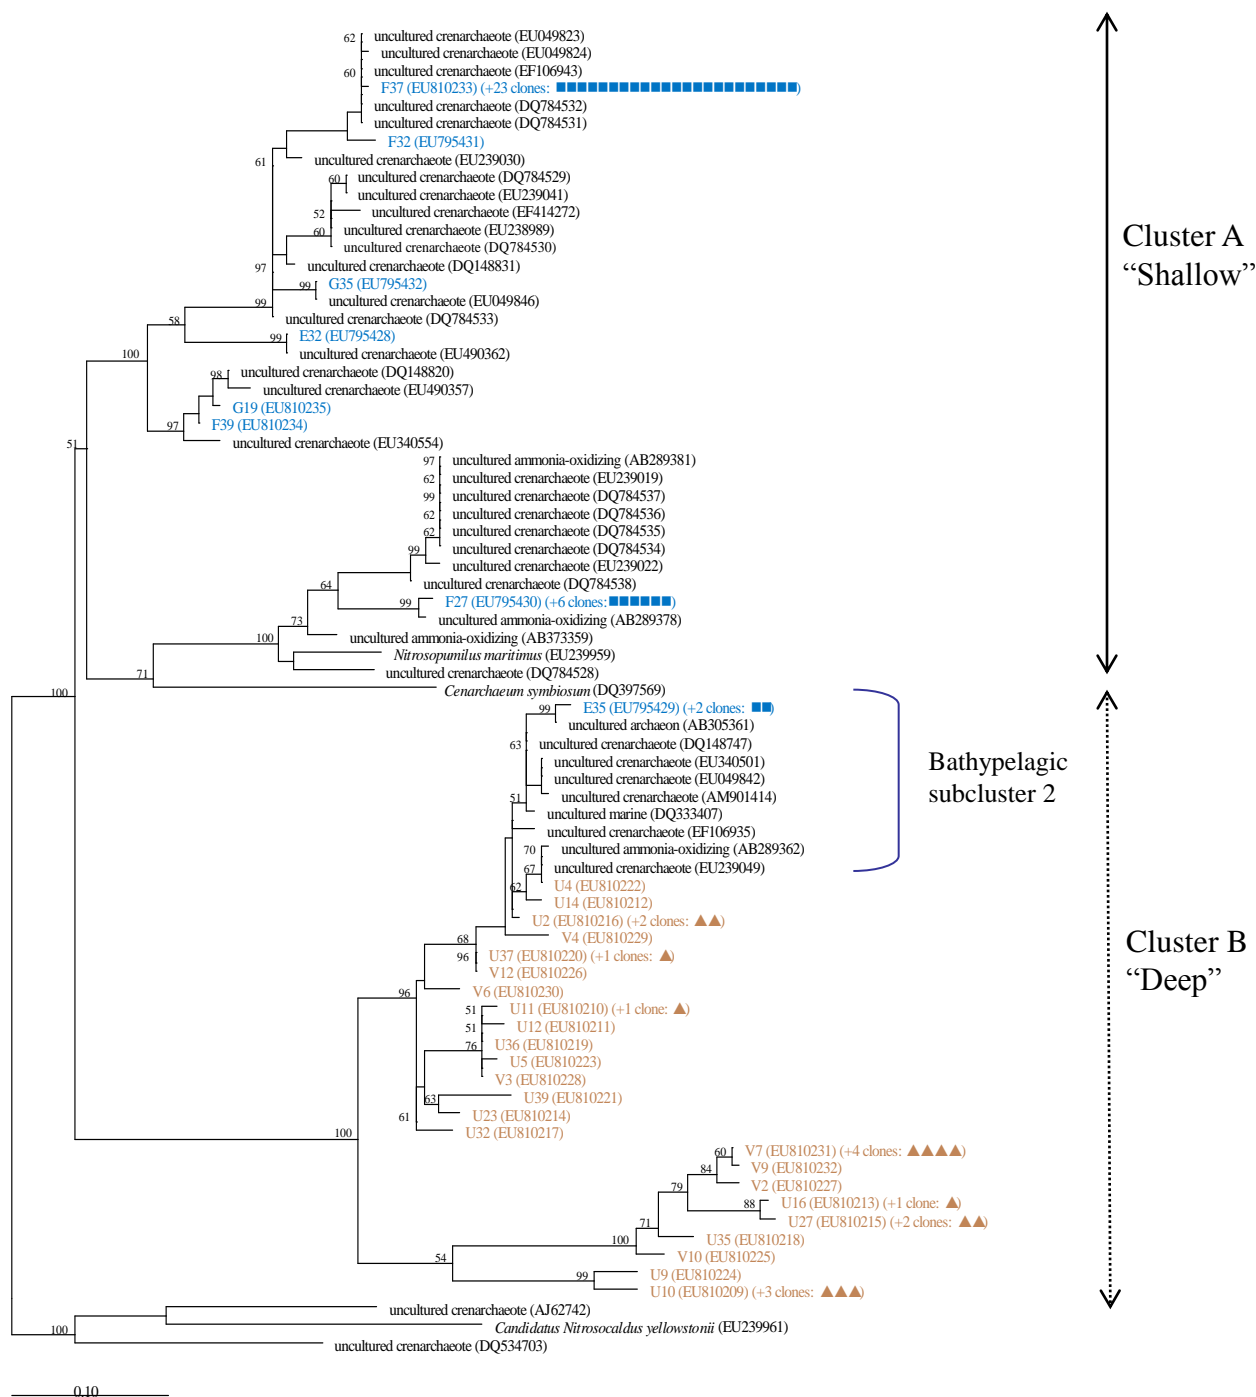 62 uncultured crenarchaeote (EU049823)
uncultured crenarchaeote (EU049824)
60 uncultured crenarchaeote (EF106943)
F37 (EU810233) (+23 clones: ■■■■■■■■■■■■■■■■■■■■■■■)
uncultured crenarchaeote (DQ784532)
uncultured crenarchaeote (DQ784531)
F32 (EU795431)
61 uncultured crenarchaeote (EU239030)
60 uncultured crenarchaeote (DQ784529)
uncultured crenarchaeote (EU239041)
52 uncultured crenarchaeote (EF414272)
60 uncultured crenarchaeote (EU238989)
uncultured crenarchaeote (DQ784530)
97 uncultured crenarchaeote (DQ148831)
99 G35 (EU795432)
99 uncultured crenarchaeote (EU049846)
58 uncultured crenarchaeote (DQ784533)
99 E32 (EU795428)
100 uncultured crenarchaeote (EU490362)
98 uncultured crenarchaeote (DQ148820)
uncultured crenarchaeote (EU490357)
G19 (EU810235)
97 F39 (EU810234)
51 uncultured crenarchaeote (EU340554)
97 uncultured ammonia-oxidizing (AB289381)
62 uncultured crenarchaeote (EU239019)
99 uncultured crenarchaeote (DQ784537)
62 uncultured crenarchaeote (DQ784536)
62 uncultured crenarchaeote (DQ784535)
99 uncultured crenarchaeote (DQ784534)
uncultured crenarchaeote (EU239022)
64 uncultured crenarchaeote (DQ784538)
99 F27 (EU795430) (+6 clones: ■■■■■■)
73 uncultured ammonia-oxidizing (AB289378)
100 uncultured ammonia-oxidizing (AB373359)
Nitrosopumilus maritimus (EU239959)
71 uncultured crenarchaeote (DQ784528)
100 Cenarchaeum symbiosum (DQ397569)
Cluster A
“Shallow”
99 E35 (EU795429) (+2 clones: ■■)
uncultured archaeon (AB305361)
63 uncultured crenarchaeote (DQ148747)
uncultured crenarchaeote (EU340501)
uncultured crenarchaeote (EU049842)
51 uncultured crenarchaeote (AM901414)
uncultured marine (DQ333407)
uncultured crenarchaeote (EF106935)
70 uncultured ammonia-oxidizing (AB289362)
67 uncultured crenarchaeote (EU239049)
Bathypelagic
subcluster 2
62 U4 (EU810222)
U14 (EU810212)
U2 (EU810216) (+2 clones: ▲▲)
68 V4 (EU810229)
96 U37 (EU810220) (+1 clones: ▲)
V12 (EU810226)
96 V6 (EU810230)
51 U11 (EU810210) (+1 clone: ▲)
51 U12 (EU810211)
76 U36 (EU810219)
U5 (EU810223)
V3 (EU810228)
63 U39 (EU810221)
61 U23 (EU810214)
100 U32 (EU810217)
Cluster B
“Deep”
60 V7 (EU810231) (+4 clones: ▲▲▲▲)
84 V9 (EU810232)
79 V2 (EU810227)
88 U16 (EU810213) (+1 clone: ▲)
71 U27 (EU810215) (+2 clones: ▲▲)
100 U35 (EU810218)
54 V10 (EU810225)
99 U9 (EU810224)
U10 (EU810209) (+3 clones: ▲▲▲)
uncultured crenarchaeote (AJ62742)
100 Candidatus Nitrosocaldus yellowstonii (EU239961)
uncultured crenarchaeote (DQ534703)
0.10